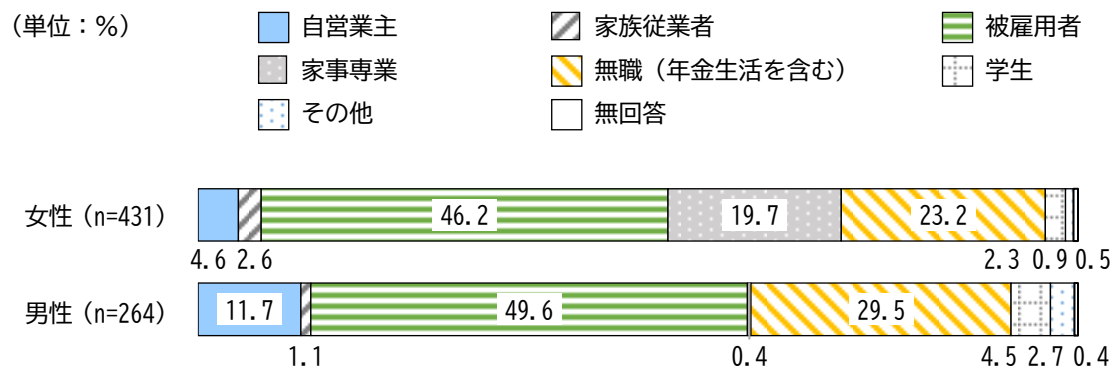 (単位：％)
自営業主 家族従業者 被雇用者
家事専業 無職（年金生活を含む） 学生
その他 無回答
女性 (n=431) 46.2 19.7 23.2
4.6 2.6 2.3 0.9 0.5
男性 (n=264) 11.7 49.6 29.5
1.1 0.4 4.5 2.7 0.4